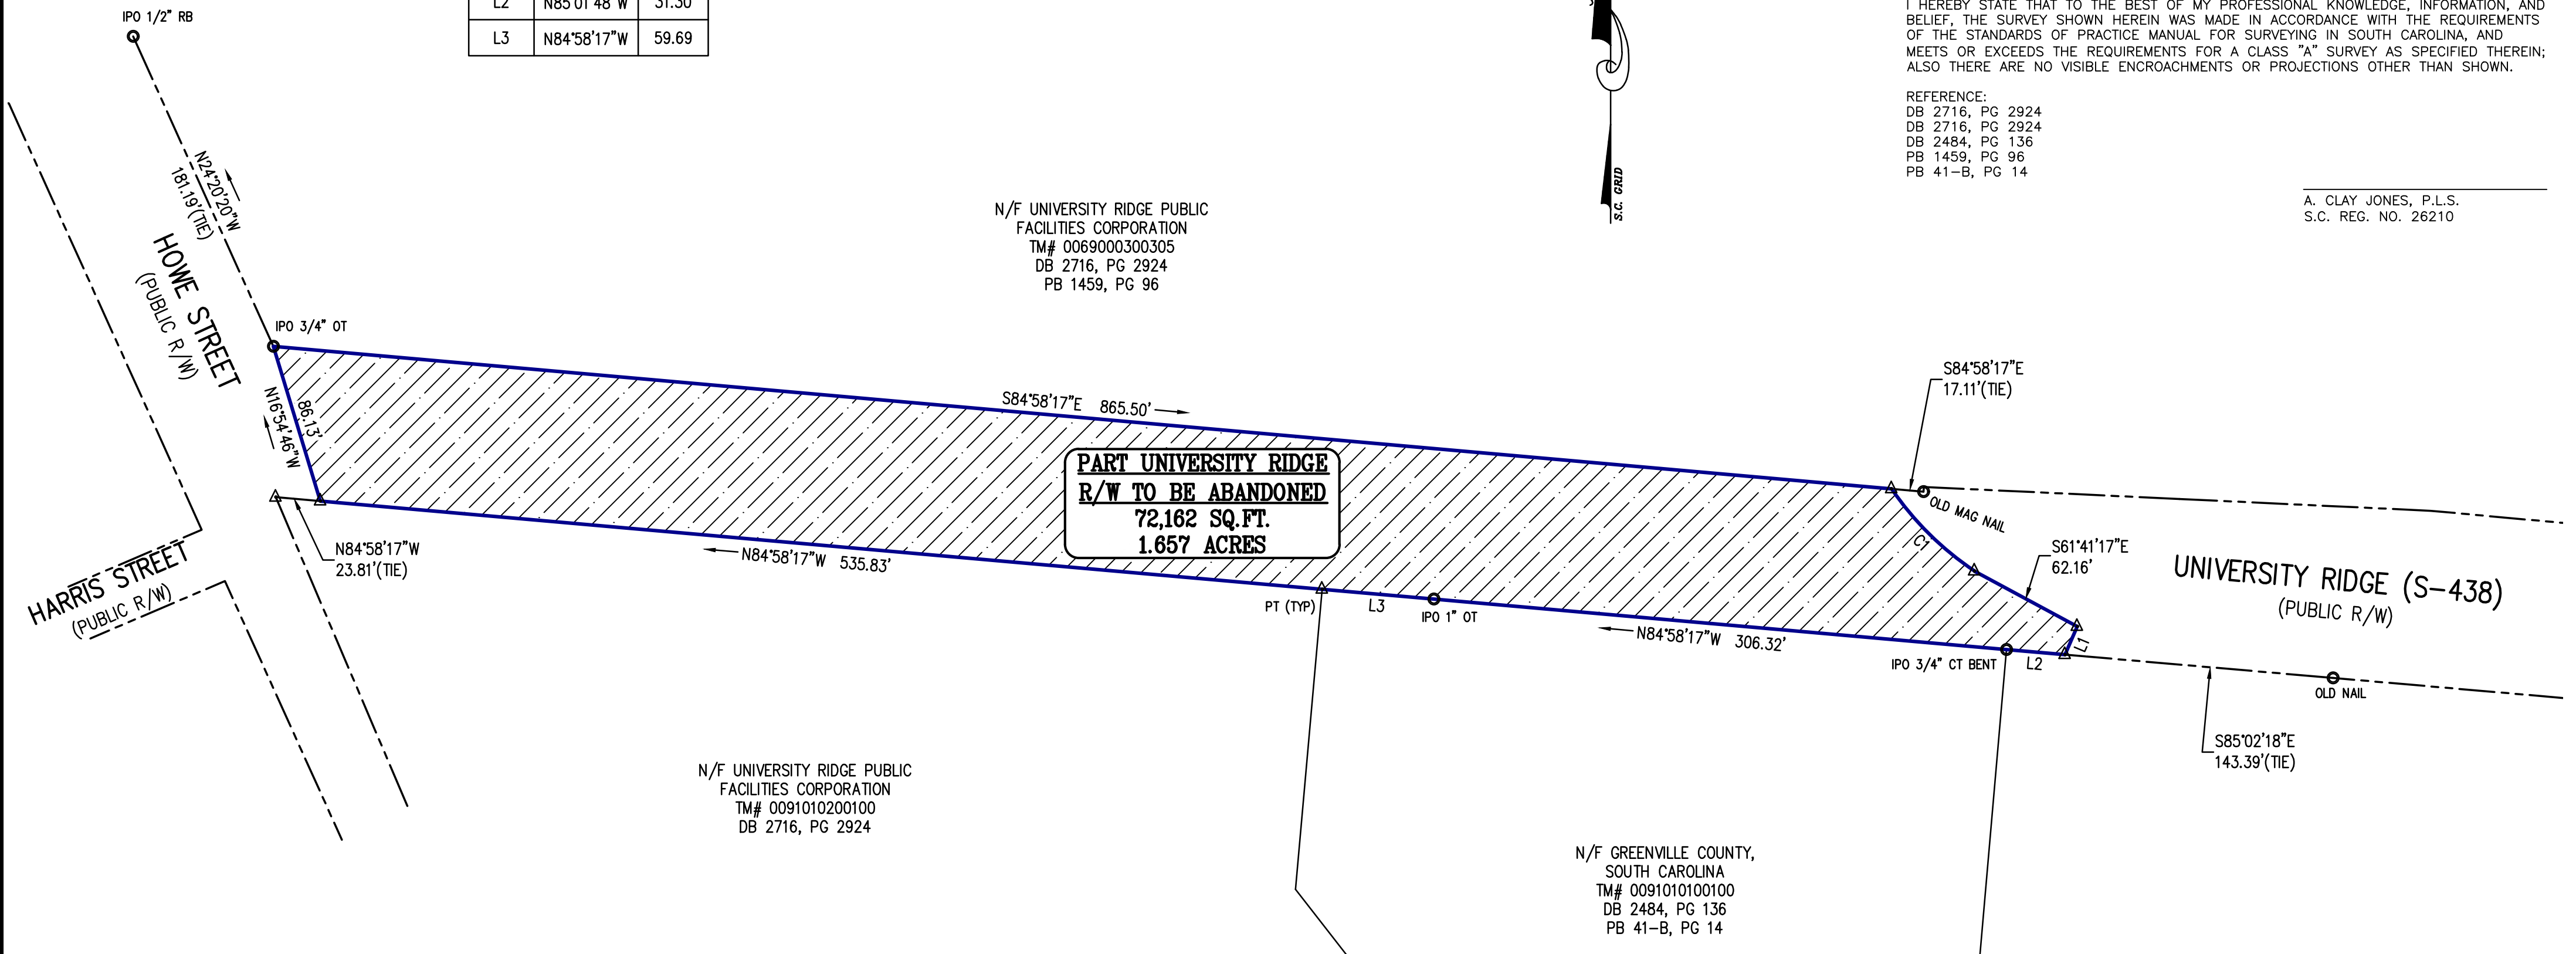 IPO 1/2" RB
L2 N85°01'48"W 31.30
L3 N84°58'17"W 59.69
I HEREBY STATE THAT TO THE BEST OF MY PROFESSIONAL KNOWLEDGE, INFORMATION, AND
BELIEF, THE SURVEY SHOWN HEREIN WAS MADE IN ACCORDANCE WITH THE REQUIREMENTS
OF THE STANDARDS OF PRACTICE MANUAL FOR SURVEYING IN SOUTH CAROLINA, AND
MEETS OR EXCEEDS THE REQUIREMENTS FOR A CLASS "A" SURVEY AS SPECIFIED THEREIN;
ALSO THERE ARE NO VISIBLE ENCROACHMENTS OR PROJECTIONS OTHER THAN SHOWN.
REFERENCE:
DB 2716, PG 2924
DB 2716, PG 2924
DB 2484, PG 136
PB 1459, PG 96
PB 41-B, PG 14
A. CLAY JONES, P.L.S.
S.C. REG. NO. 26210
S.C. GRID
N24°20'20"W
181.19'(TIE)
HOWE STREET
(PUBLIC R/W)
N/F UNIVERSITY RIDGE PUBLIC
FACILITIES CORPORATION
TM# 0069000300305
DB 2716, PG 2924
PB 1459, PG 96
IPO 3/4" OT
N16°54'46"W
86.13'
S84°58'17"E 865.50'
S84°58'17"E
17.11'(TIE)
OLD MAG NAIL
C1
PART UNIVERSITY RIDGE
R/W TO BE ABANDONED
72,162 SQ.FT.
1.657 ACRES
S61°41'17"E
62.16'
UNIVERSITY RIDGE (S-438)
(PUBLIC R/W)
N84°58'17"W
23.81'(TIE)
HARRIS STREET
(PUBLIC R/W)
N84°58'17"W 535.83'
PT (TYP)
L3
IPO 1" OT
N84°58'17"W 306.32'
IPO 3/4" CT BENT
L2
L1
OLD NAIL
S85°02'18"E
143.39'(TIE)
N/F UNIVERSITY RIDGE PUBLIC
FACILITIES CORPORATION
TM# 0091010200100
DB 2716, PG 2924
N/F GREENVILLE COUNTY,
SOUTH CAROLINA
TM# 0091010100100
DB 2484, PG 136
PB 41-B, PG 14